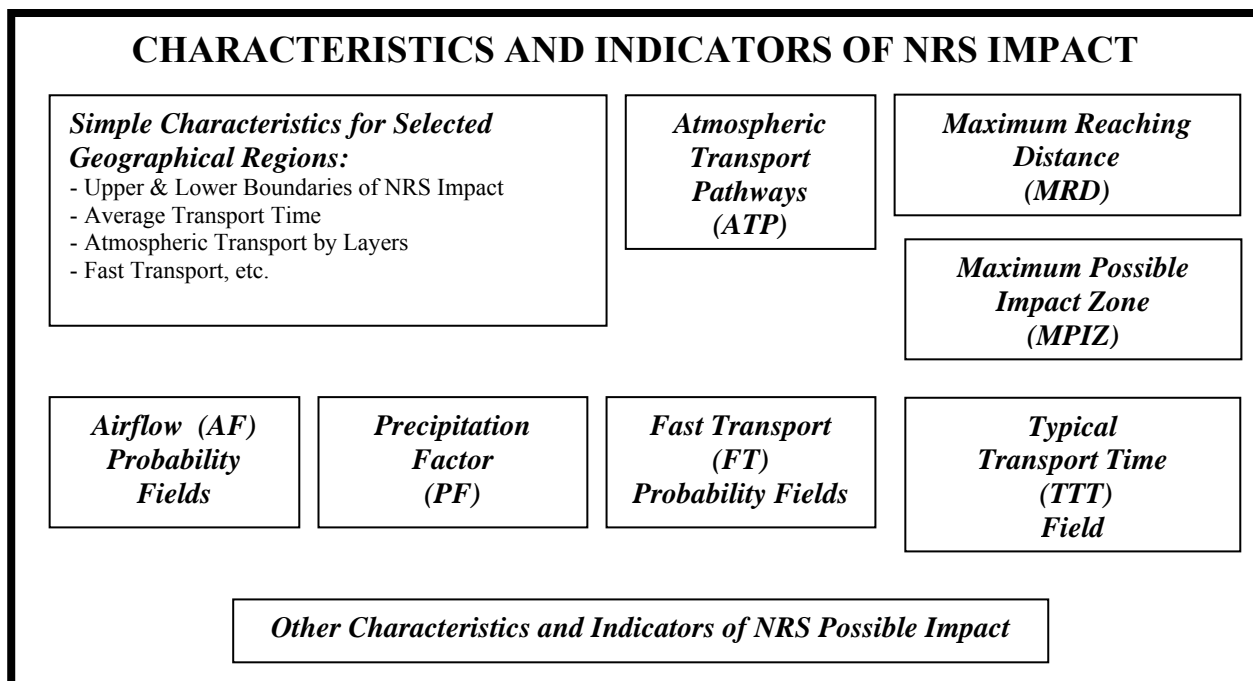 CHARACTERISTICS AND INDICATORS OF NRS IMPACT
Simple Characteristics for Selected
Geographical Regions:
- Upper & Lower Boundaries of NRS Impact
- Average Transport Time
- Atmospheric Transport by Layers
- Fast Transport, etc.
Atmospheric
Transport
Pathways
(ATP)
Maximum Reaching
Distance
(MRD)
Maximum Possible
Impact Zone
(MPIZ)
Airflow (AF)
Probability
Fields
Precipitation
Factor
(PF)
Fast Transport
(FT)
Probability Fields
Typical
Transport Time
(TTT)
Field
Other Characteristics and Indicators of NRS Possible Impact